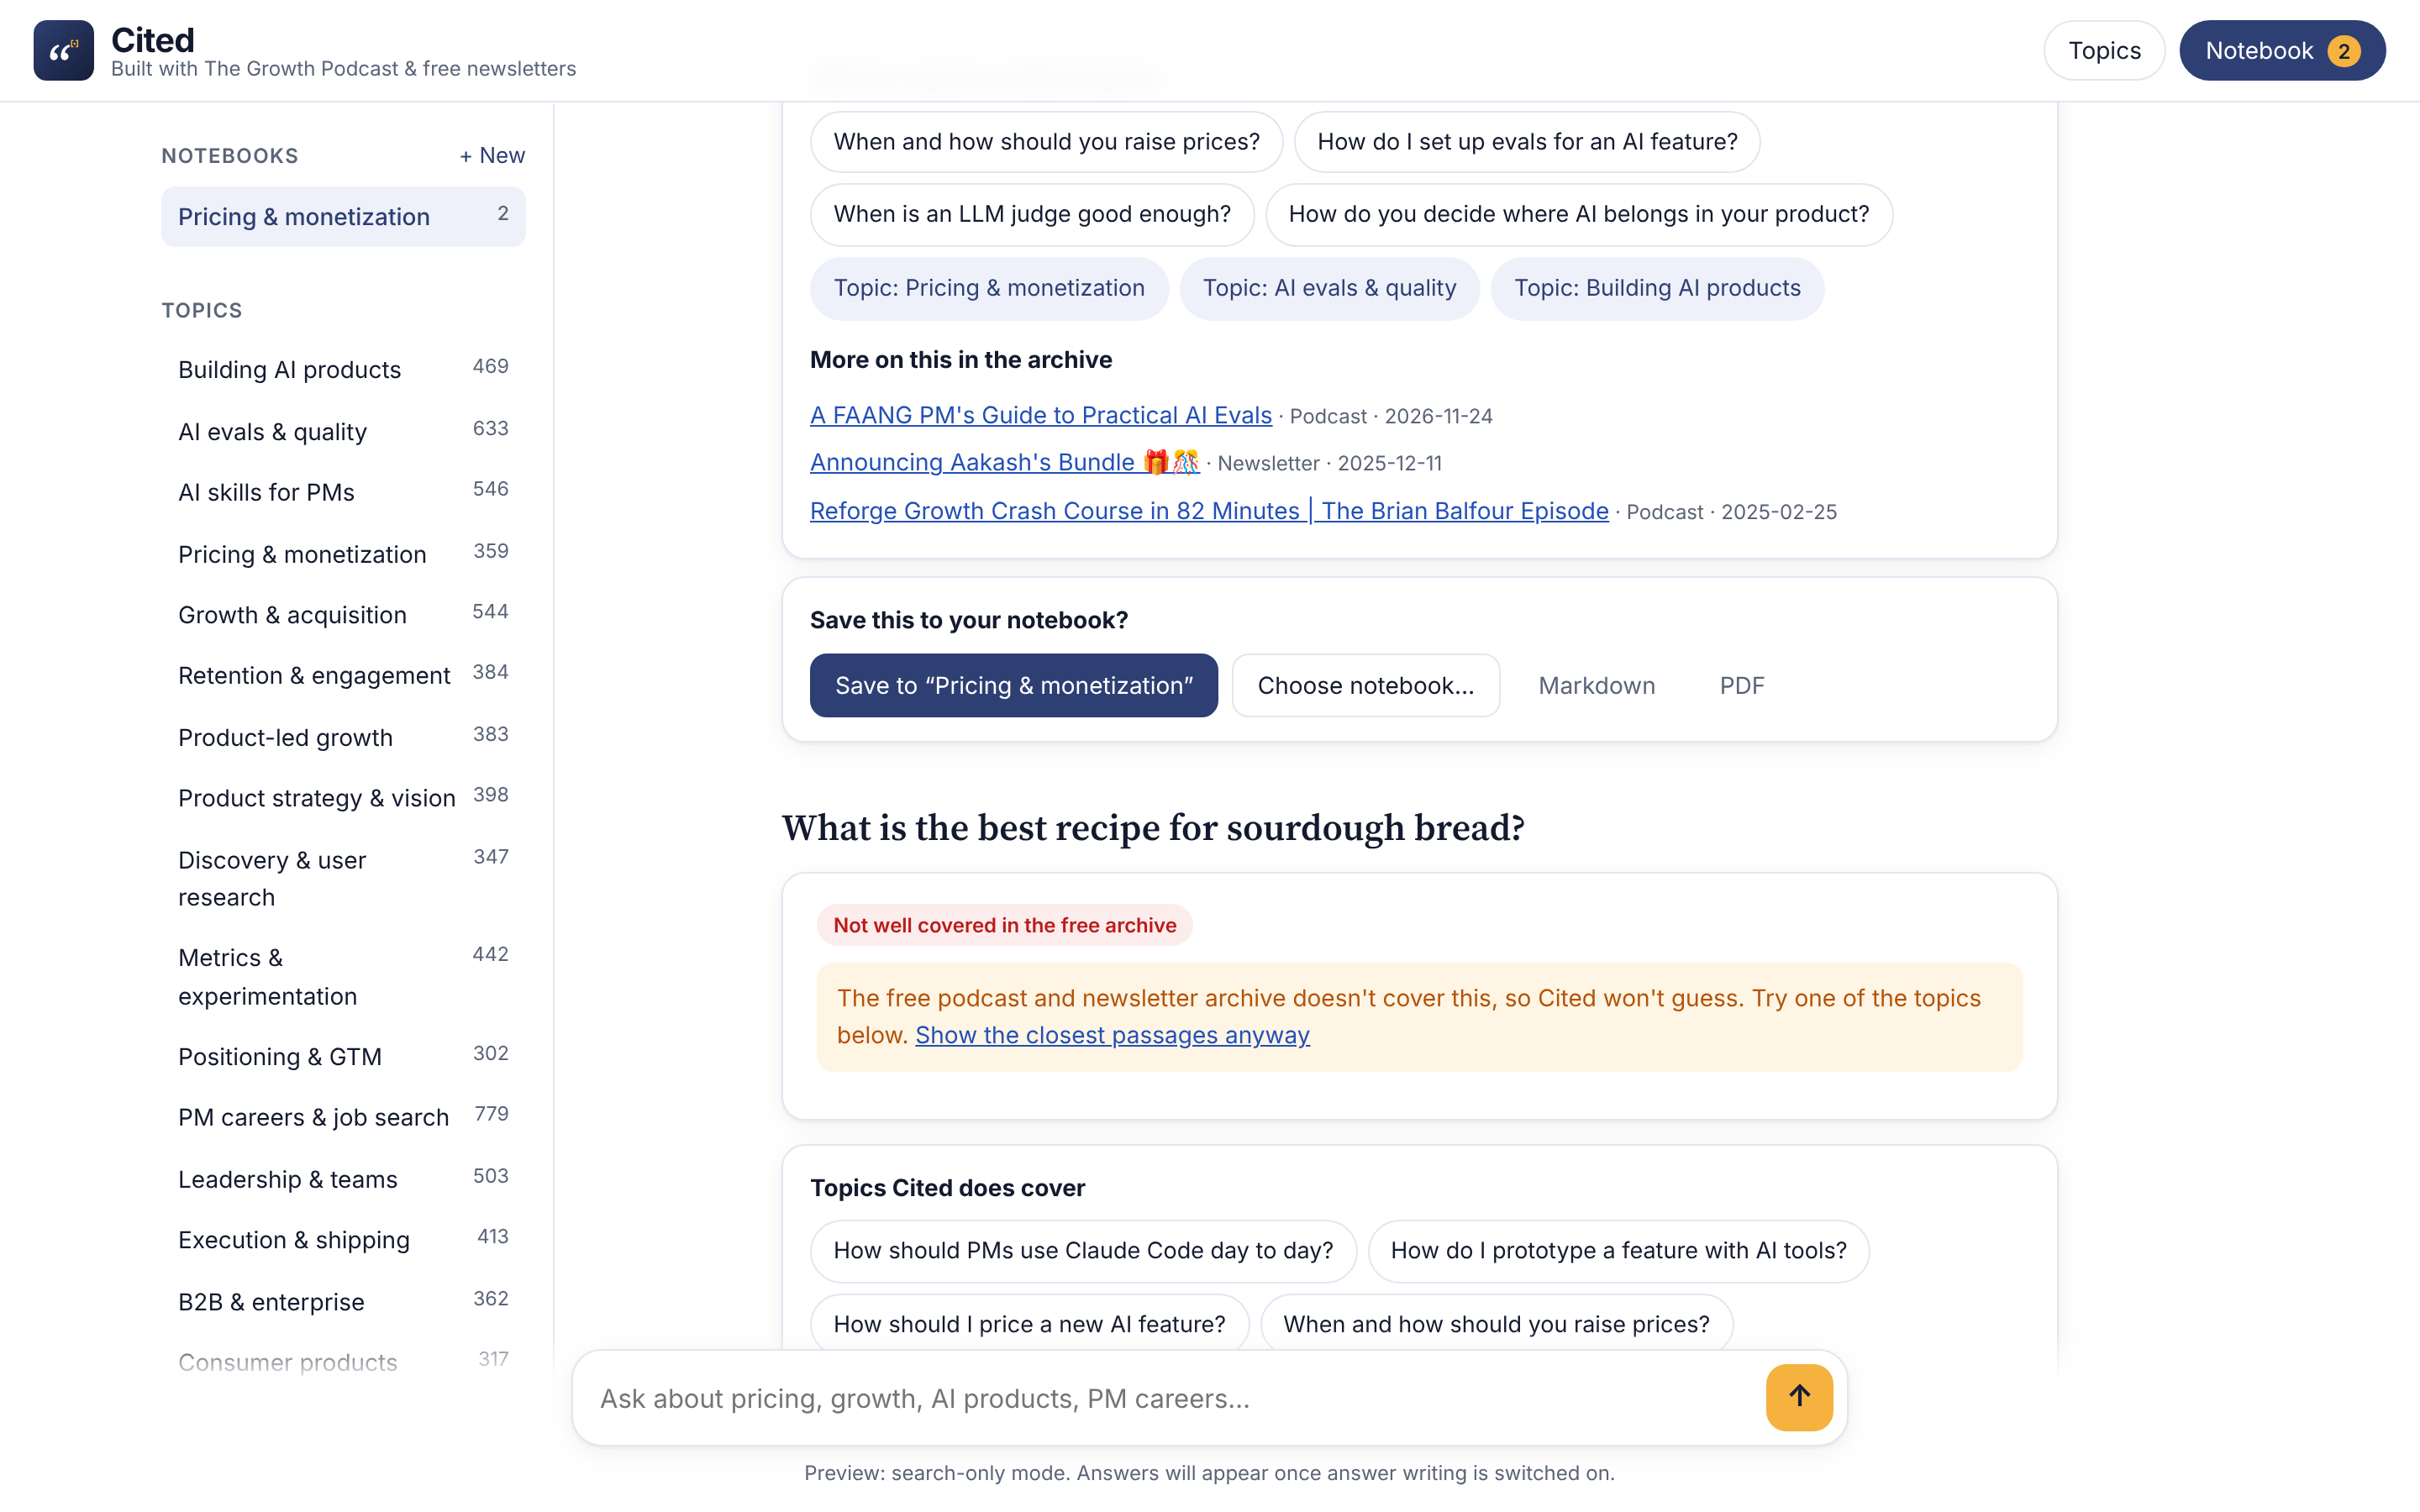 Cited
Built with The Growth Podcast & free newsletters
Topics
Notebook 2
NOTEBOOKS
+ New
Pricing & monetization 2
TOPICS
Building AI products 469
AI evals & quality 633
AI skills for PMs 546
Pricing & monetization 359
Growth & acquisition 544
Retention & engagement 384
Product-led growth 383
Product strategy & vision 398
Discovery & user 347
research
Metrics & 442
experimentation
Positioning & GTM 302
PM careers & job search 779
Leadership & teams 503
Execution & shipping 413
B2B & enterprise 362
Consumer products 317
When and how should you raise prices?
How do I set up evals for an AI feature?
When is an LLM judge good enough?
How do you decide where AI belongs in your product?
Topic: Pricing & monetization
Topic: AI evals & quality
Topic: Building AI products
More on this in the archive
A FAANG PM's Guide to Practical AI Evals · Podcast · 2026-11-24
Announcing Aakash's Bundle 🎁🎊 · Newsletter · 2025-12-11
Reforge Growth Crash Course in 82 Minutes | The Brian Balfour Episode · Podcast · 2025-02-25
Save this to your notebook?
Save to “Pricing & monetization”
Choose notebook...
Markdown
PDF
What is the best recipe for sourdough bread?
Not well covered in the free archive
The free podcast and newsletter archive doesn't cover this, so Cited won't guess. Try one of the topics
below. Show the closest passages anyway
Topics Cited does cover
How should PMs use Claude Code day to day?
How do I prototype a feature with AI tools?
How should I price a new AI feature?
When and how should you raise prices?
Ask about pricing, growth, AI products, PM careers...
Preview: search-only mode. Answers will appear once answer writing is switched on.